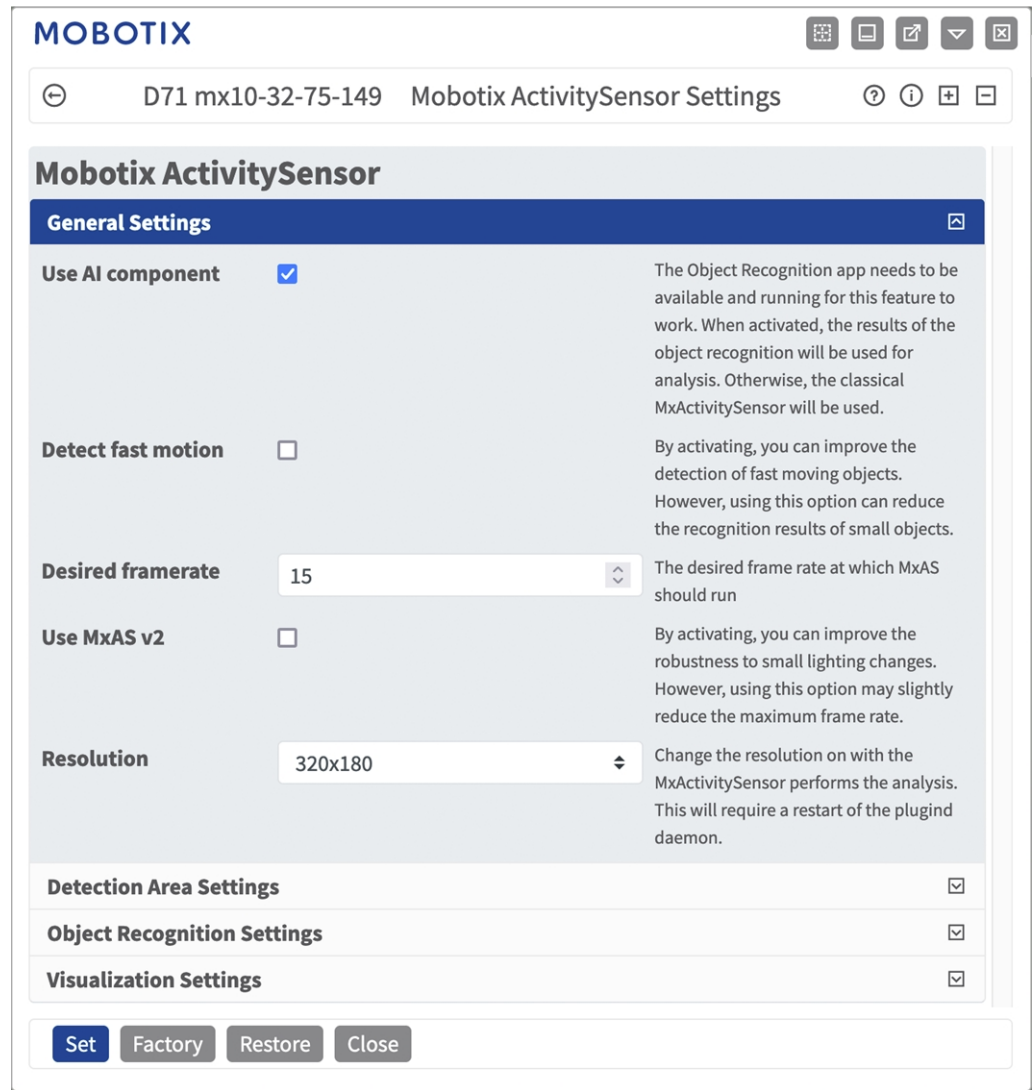 MOBOTIX
D71 mx10-32-75-149 Mobotix ActivitySensor Settings
Mobotix ActivitySensor
General Settings
Use AI component
The Object Recognition app needs to be
available and running for this feature to
work. When activated, the results of the
object recognition will be used for
analysis. Otherwise, the classical
MxActivitySensor will be used.
Detect fast motion
By activating, you can improve the
detection of fast moving objects.
However, using this option can reduce
the recognition results of small objects.
Desired framerate
15
The desired frame rate at which MxAS
should run
Use MxAS v2
By activating, you can improve the
robustness to small lighting changes.
However, using this option may slightly
reduce the maximum frame rate.
Resolution
320x180
Change the resolution on with the
MxActivitySensor performs the analysis.
This will require a restart of the plugind
daemon.
Detection Area Settings
Object Recognition Settings
Visualization Settings
Set Factory Restore Close